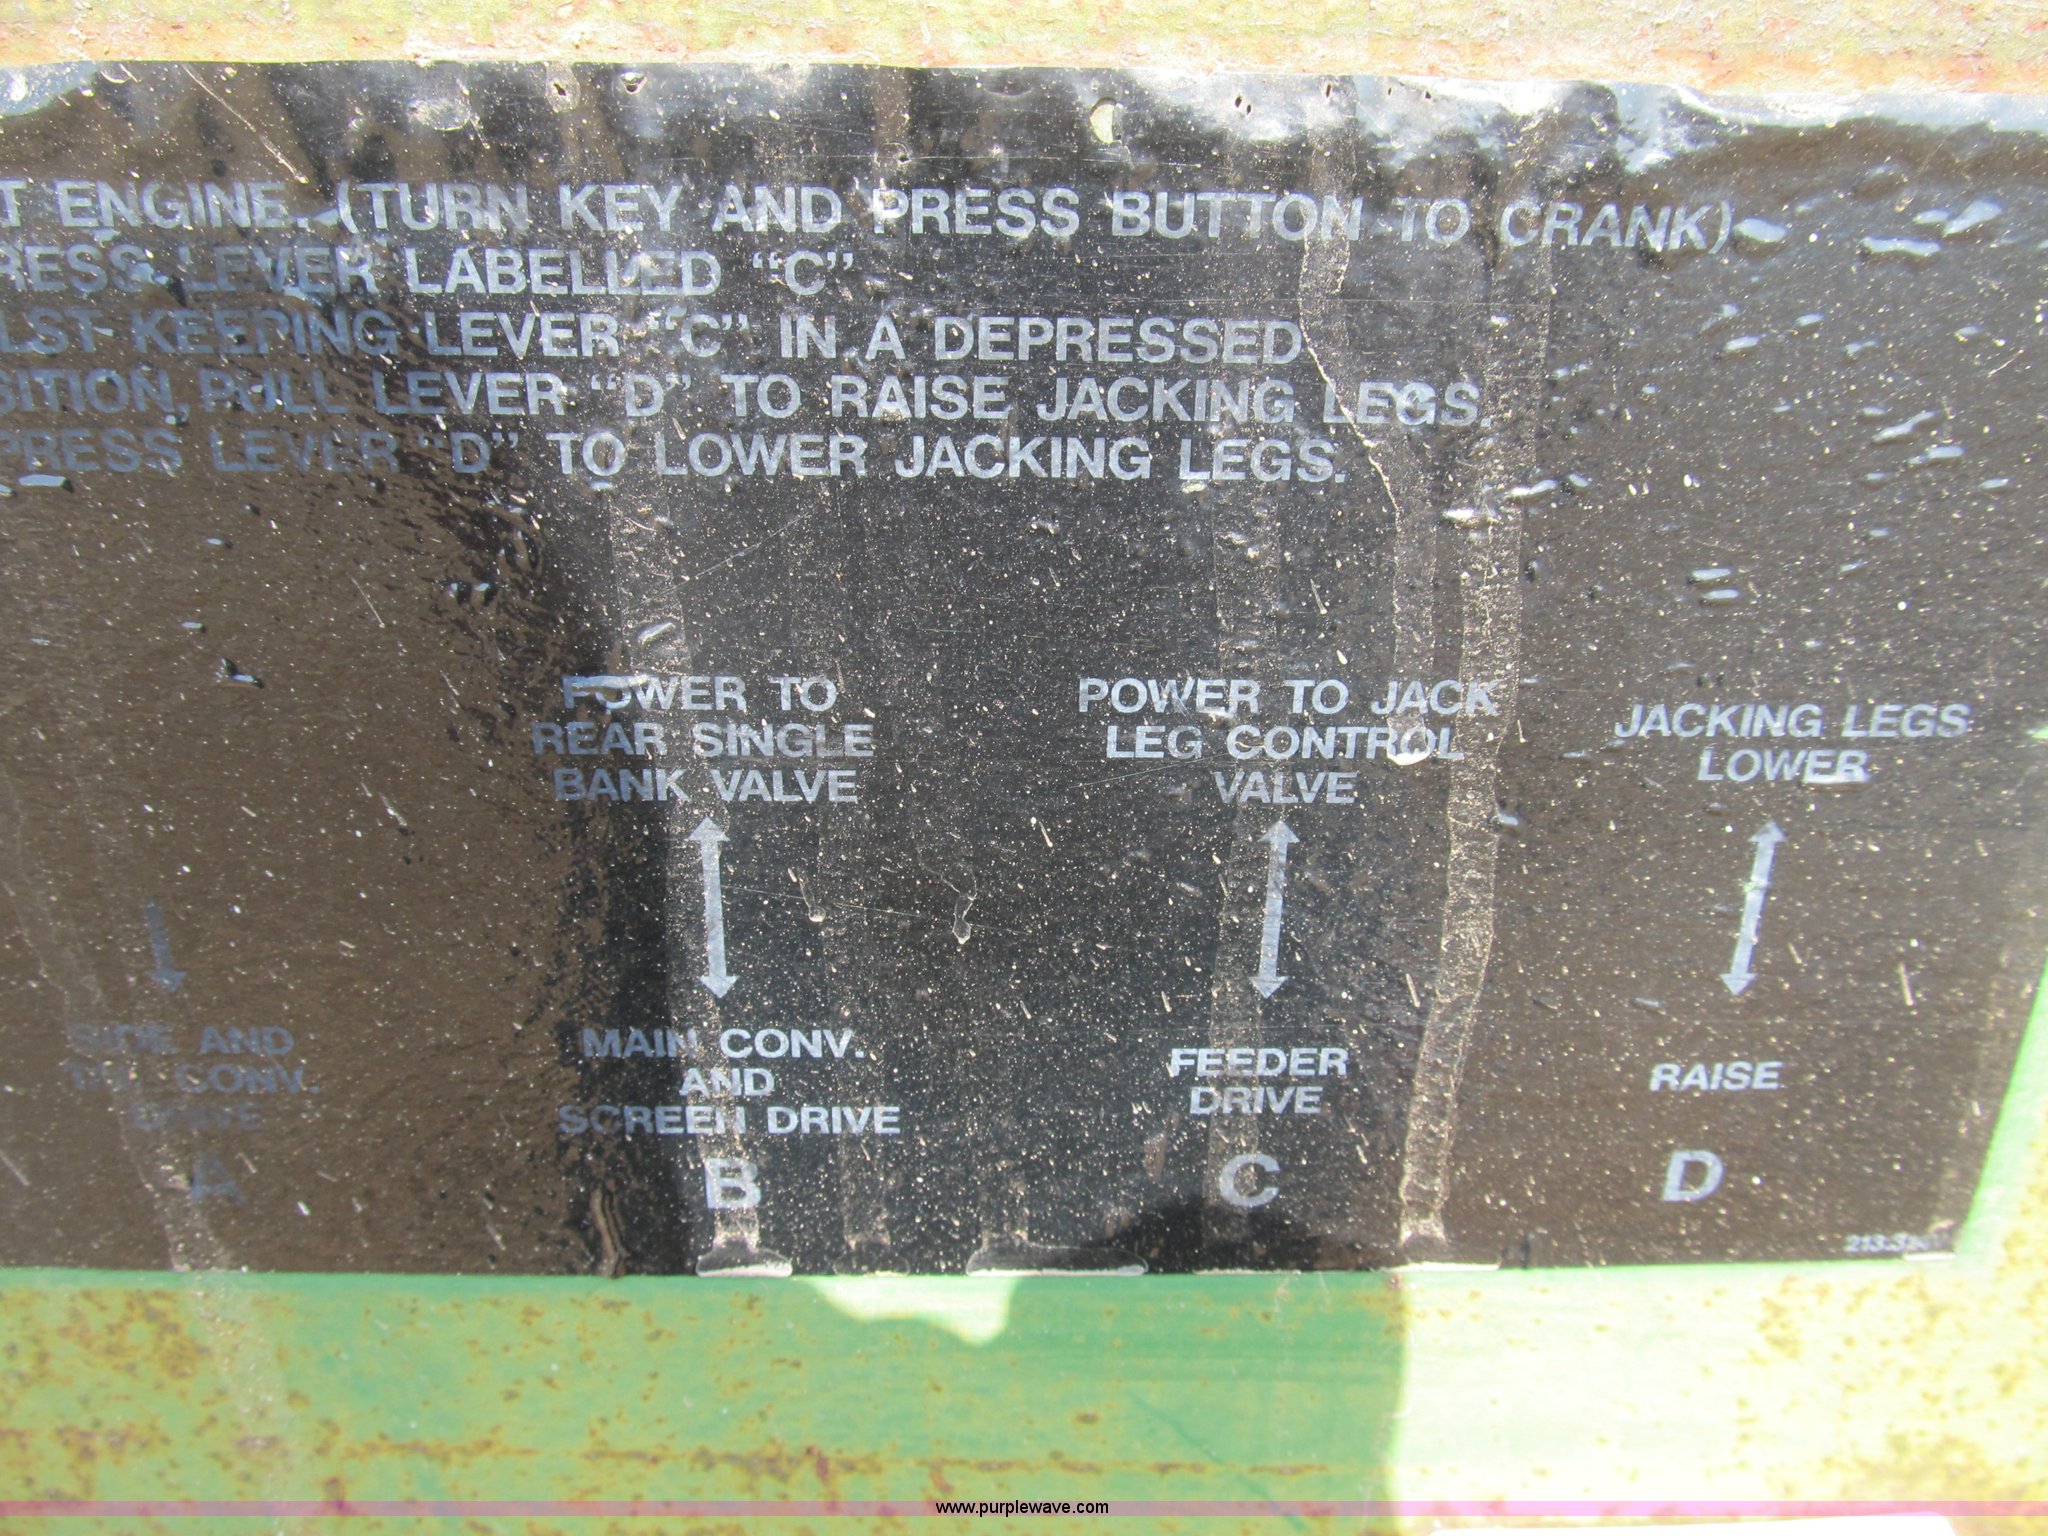 T ENGINE. (TURN KEY AND PRESS BUTTON TO CRANK)
RESS LEVER LABELLED "C"
LST KEEPING LEVER "C" IN A DEPRESSED
SITION, PULL LEVER "D" TO RAISE JACKING LEGS.
PRESS LEVER "D" TO LOWER JACKING LEGS.
POWER TO
REAR SINGLE
BANK VALVE
POWER TO JACK
LEG CONTROL
VALVE
JACKING LEGS
LOWER
SIDE AND
TAIL CONV.
DRIVE
A
MAIN CONV.
AND
SCREEN DRIVE
B
FEEDER
DRIVE
C
RAISE
D
www.purplewave.com